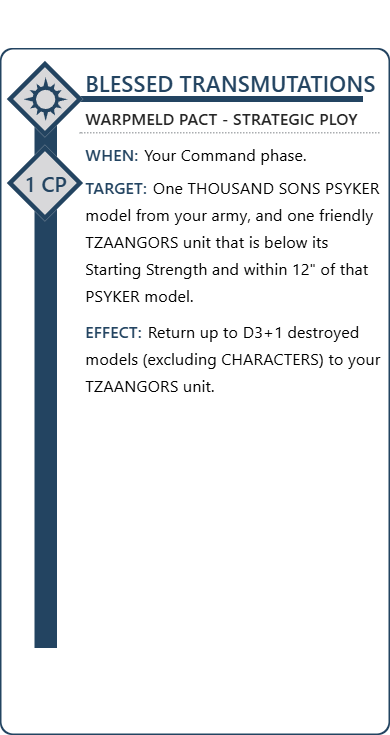 BLESSED TRANSMUTATIONS
WARPMELD PACT - STRATEGIC PLOY
1 CP
WHEN: Your Command phase.
TARGET: One THOUSAND SONS PSYKER
model from your army, and one friendly
TZAANGORS unit that is below its
Starting Strength and within 12" of that
PSYKER model.
EFFECT: Return up to D3+1 destroyed
models (excluding CHARACTERS) to your
TZAANGORS unit.